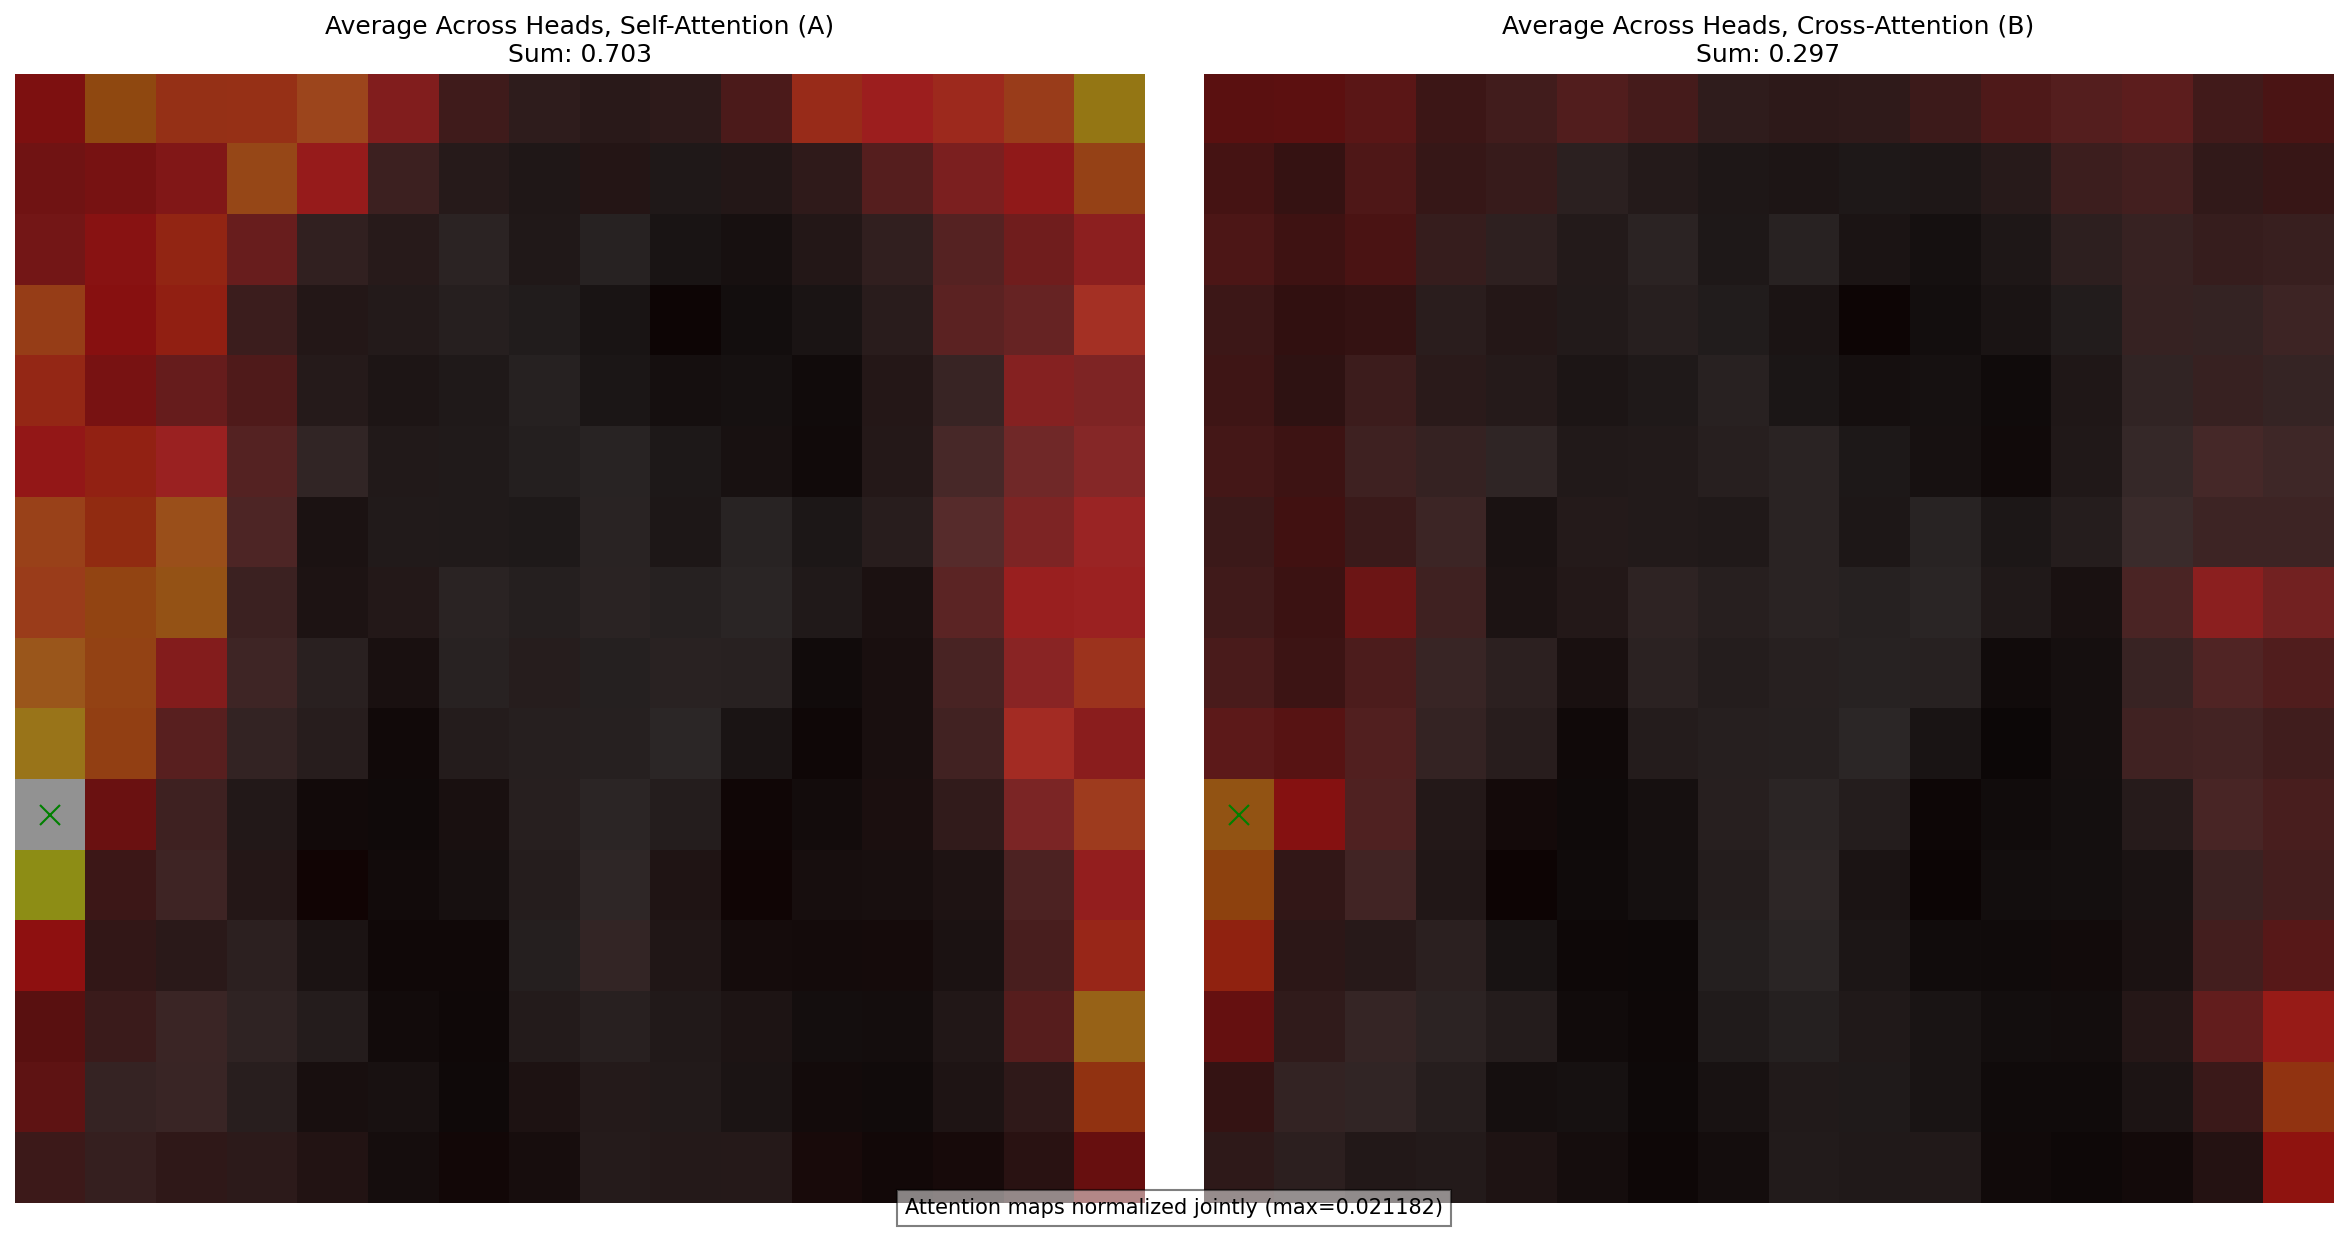 Average Across Heads, Self-Attention (A)
Sum: 0.703
Average Across Heads, Cross-Attention (B)
Sum: 0.297
Attention maps normalized jointly (max=0.021182)